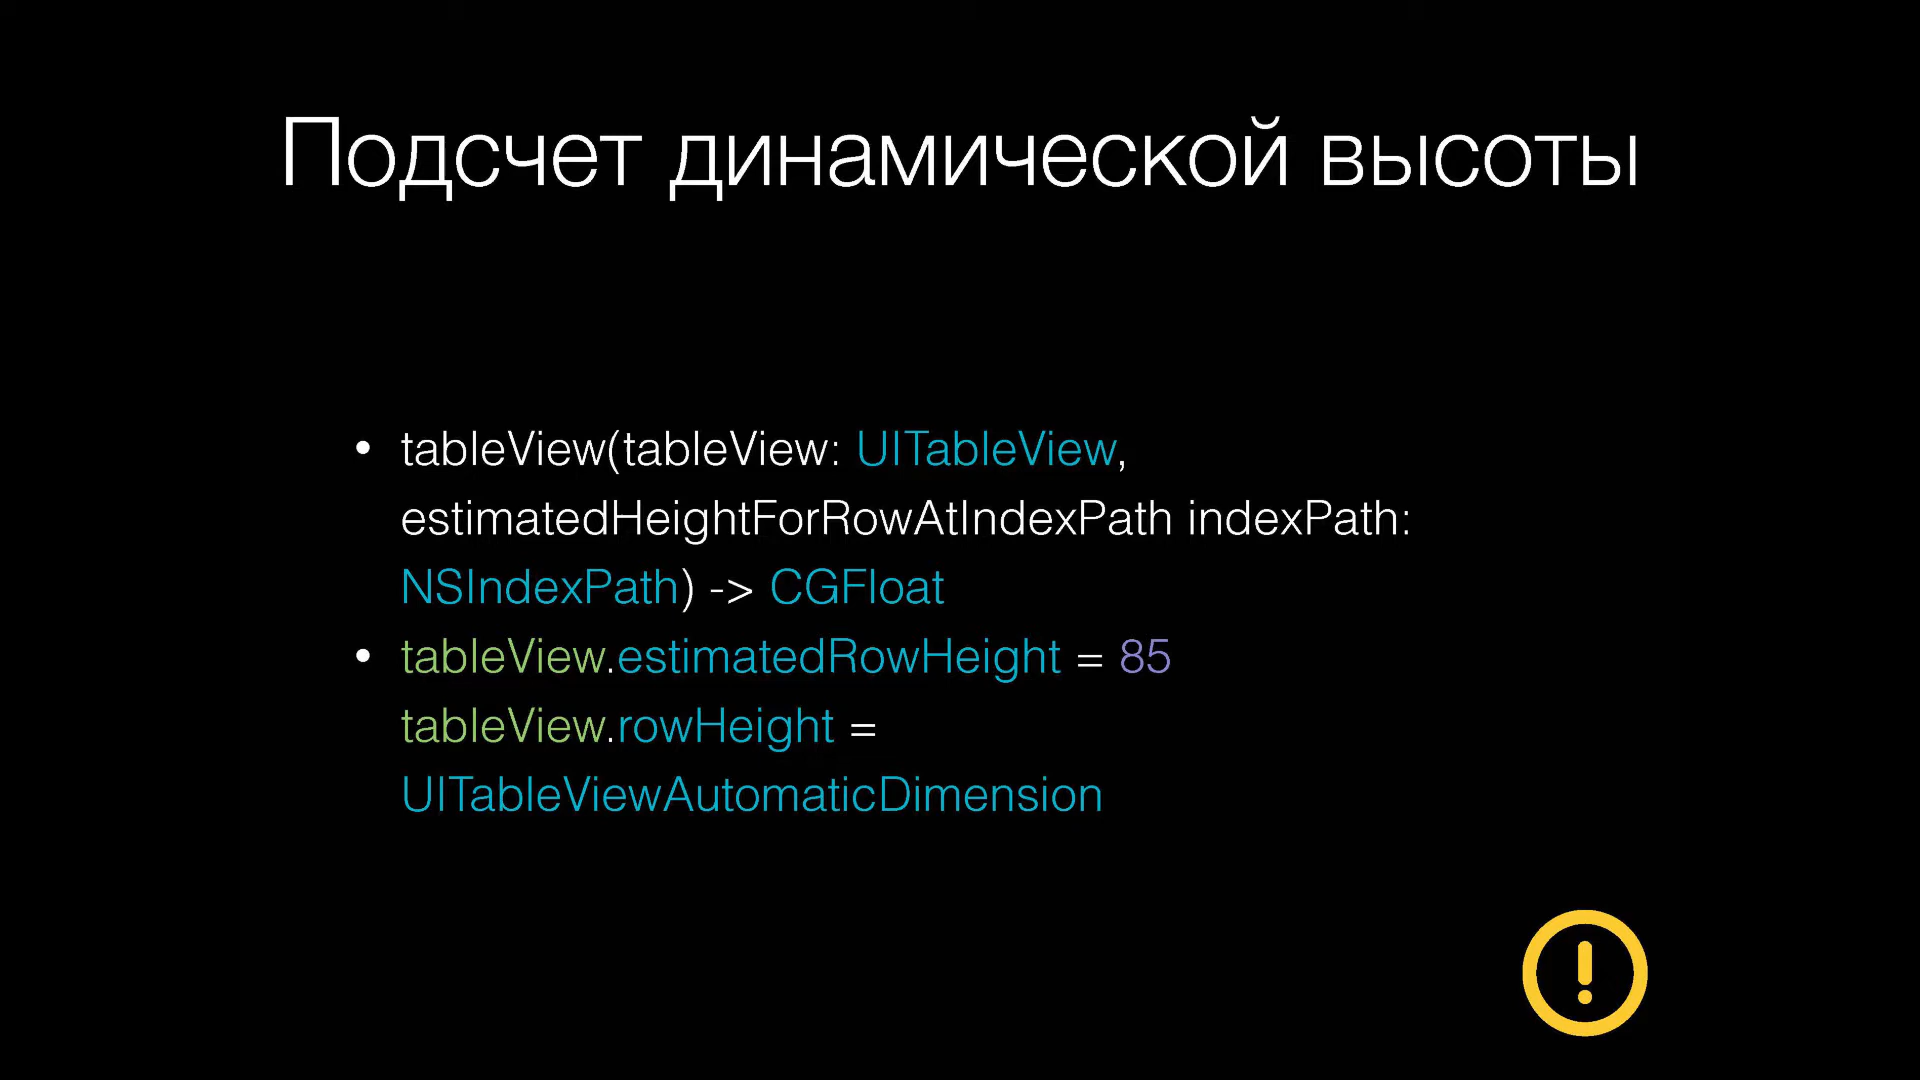 Подсчет динамической высоты
• tableView(tableView: UITableView,
estimatedHeightForRowAtIndexPath indexPath:
NSIndexPath) -> CGFloat
• tableView.estimatedRowHeight = 85
tableView.rowHeight =
UITableViewAutomaticDimension